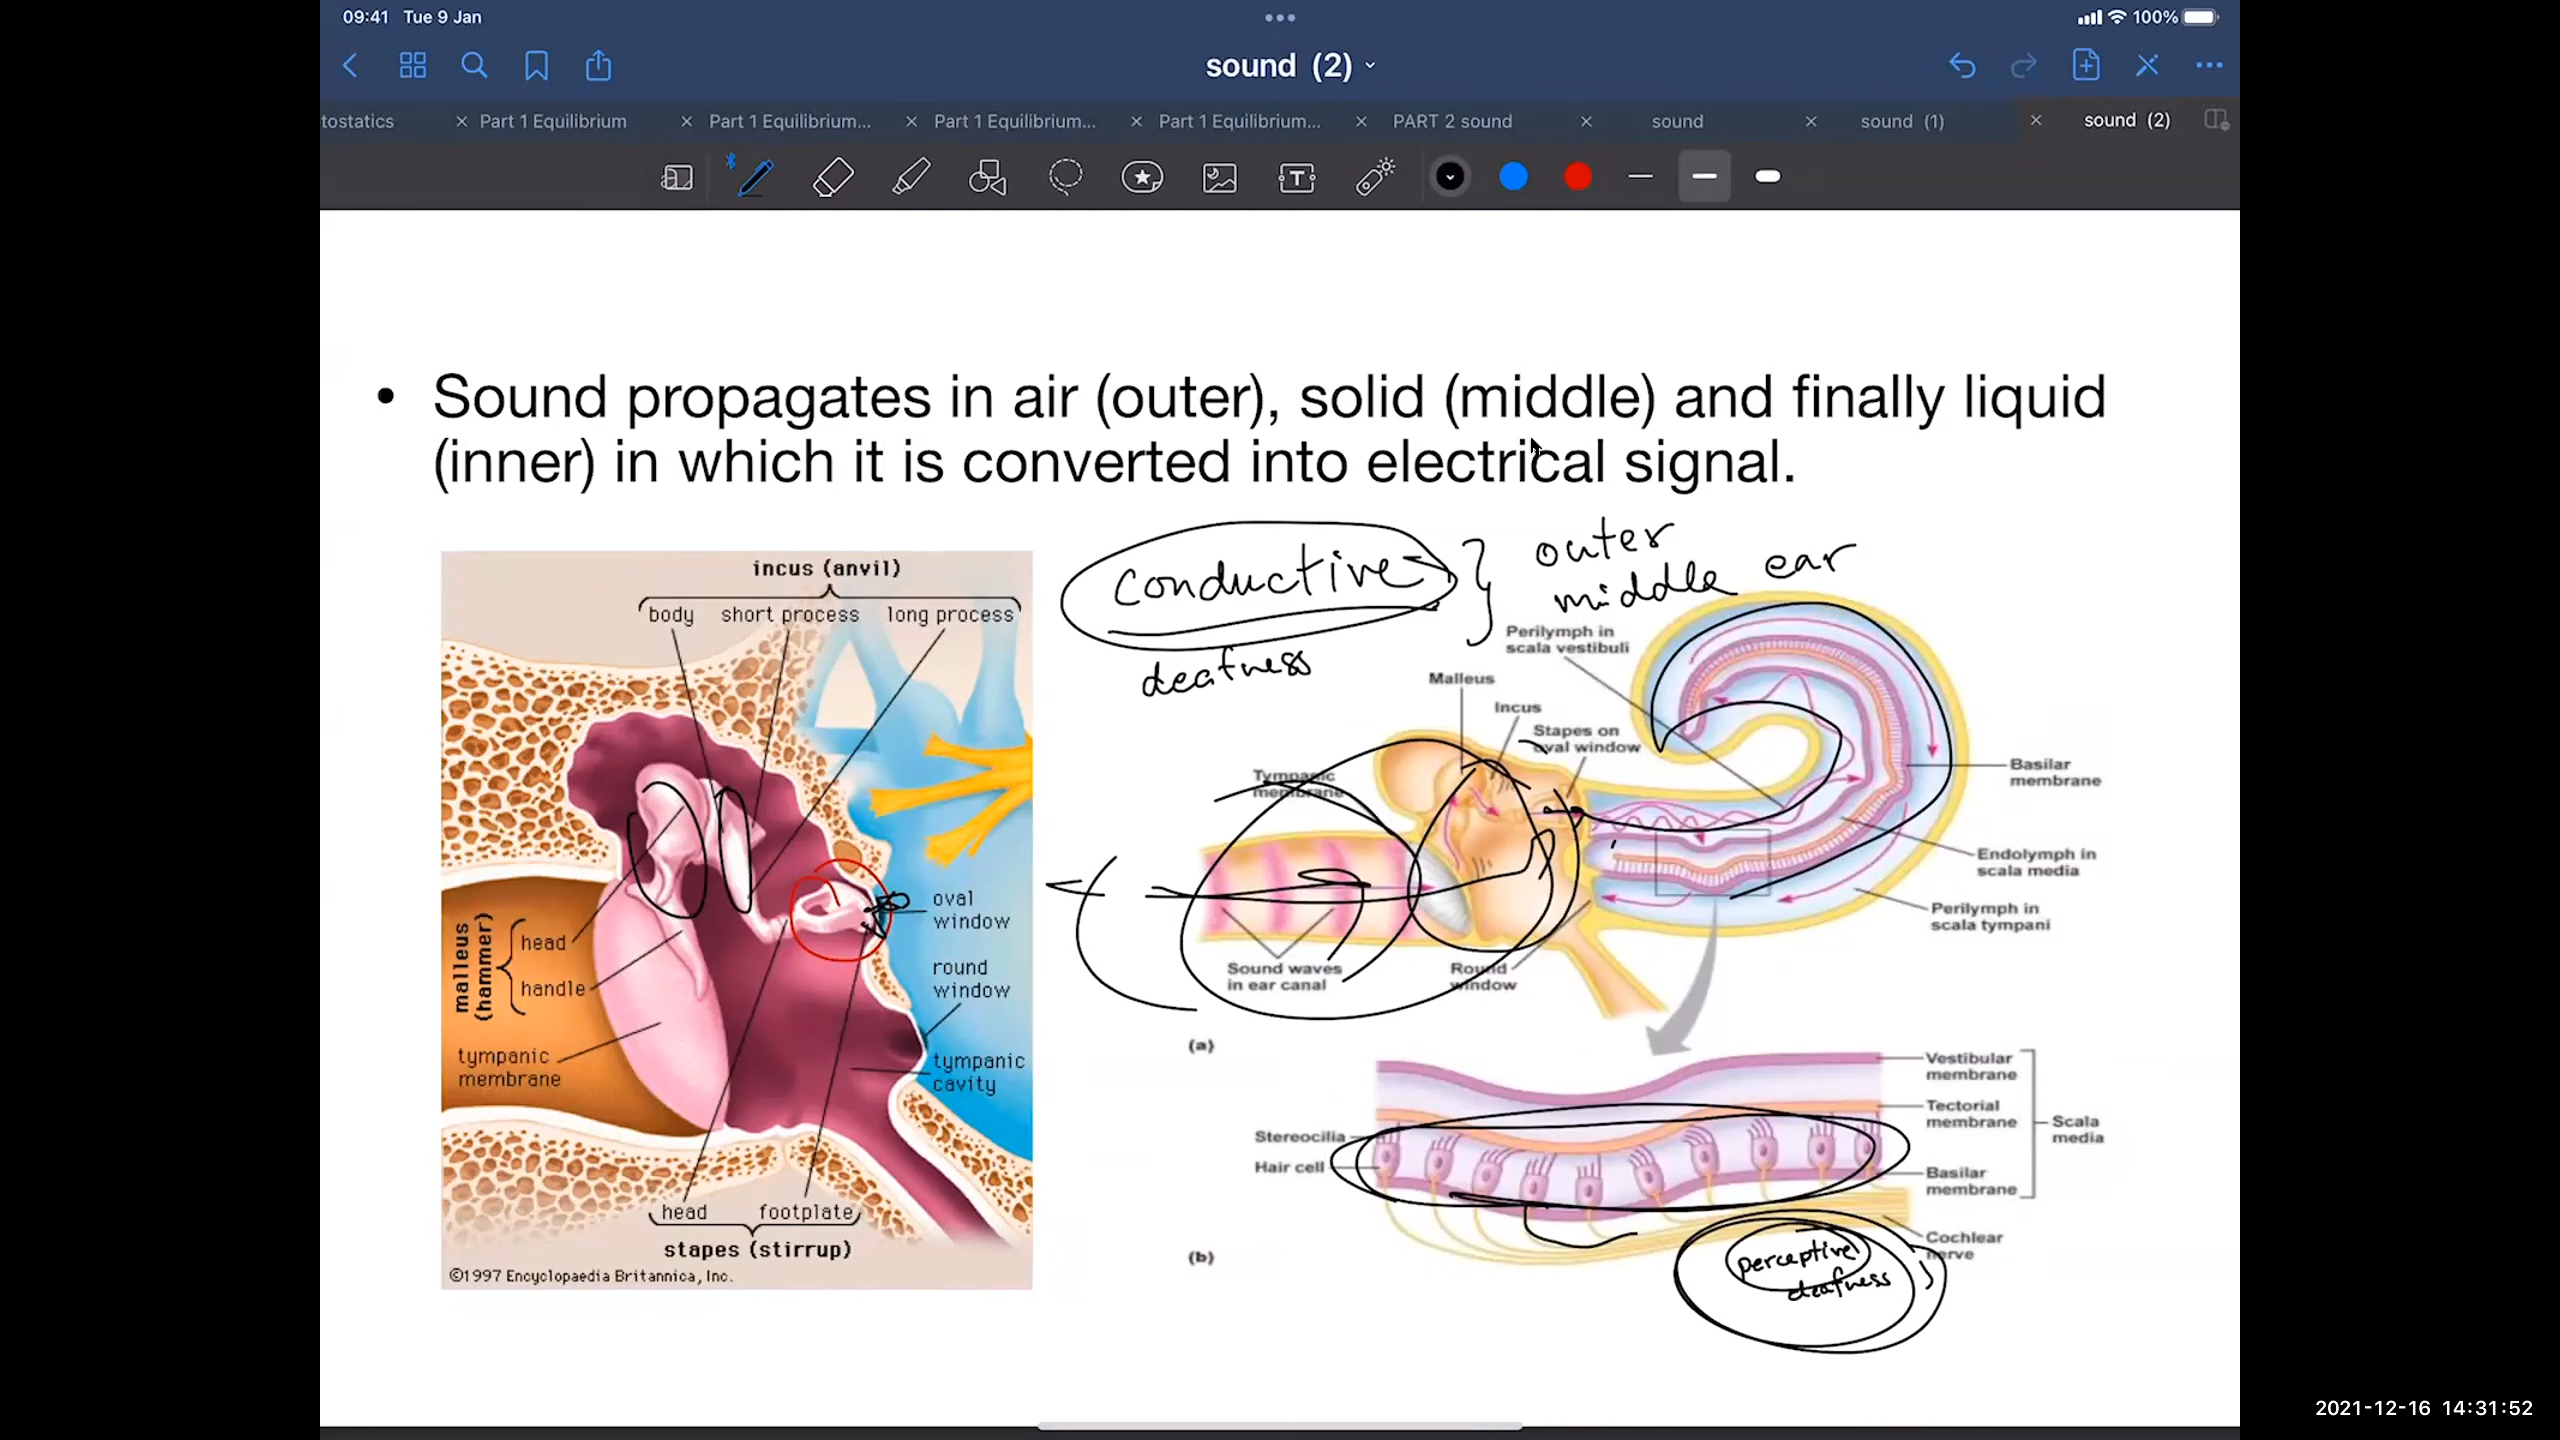 09:41 Tue 9 Jan
100%
sound (2)
tostatics
Part 1 Equilibrium
Part 1 Equilibrium...
Part 1 Equilibrium...
Part 1 Equilibrium...
PART 2 sound
sound
sound (1)
sound (2)
• Sound propagates in air (outer), solid (middle) and finally liquid
(inner) in which it is converted into electrical signal.
incus (anvil)
body short process long process
malleus
(hammer)
head
handle
tympanic
membrane
oval
window
round
window
tympanic
cavity
head footplate
stapes (stirrup)
©1997 Encyclopaedia Britannica, Inc.
conductive
deafness
outer
middle ear
Perilymph in
scala vestibuli
Malleus
Incus
Stapes on
oval window
Tympanic
membrane
Basilar
membrane
Endolymph in
scala media
Perilymph in
scala tympani
Sound waves
in ear canal
Round
window
(a)
Vestibular
membrane
Tectorial
membrane
Scala
media
Stereocilia
Hair cell
Basilar
membrane
Cochlear
nerve
(b)
perceptive
deafness
2021-12-16 14:31:52